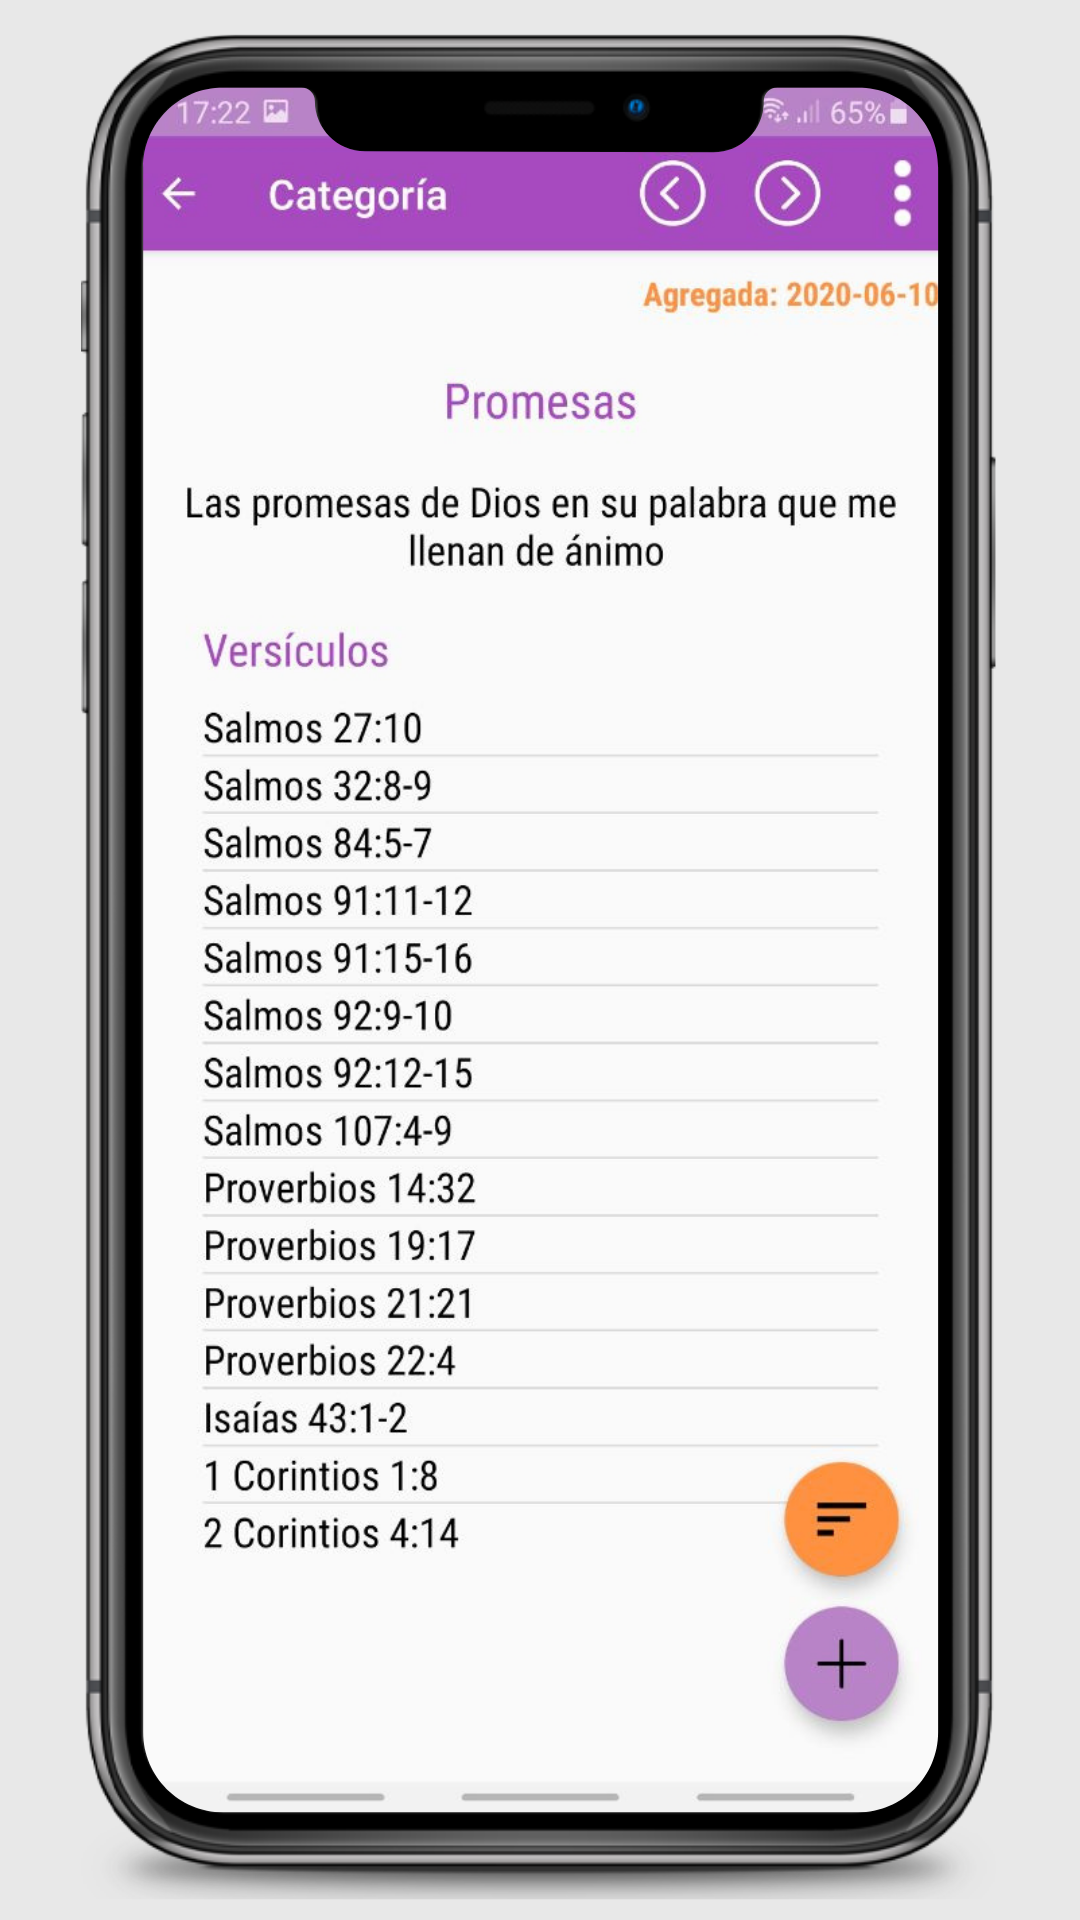 17:22
65%
Categoría
Agregada: 2020-06-10
Promesas
Las promesas de Dios en su palabra que me
llenan de ánimo
Versículos
Salmos 27:10
Salmos 32:8-9
Salmos 84:5-7
Salmos 91:11-12
Salmos 91:15-16
Salmos 92:9-10
Salmos 92:12-15
Salmos 107:4-9
Proverbios 14:32
Proverbios 19:17
Proverbios 21:21
Proverbios 22:4
Isaías 43:1-2
1 Corintios 1:8
2 Corintios 4:14